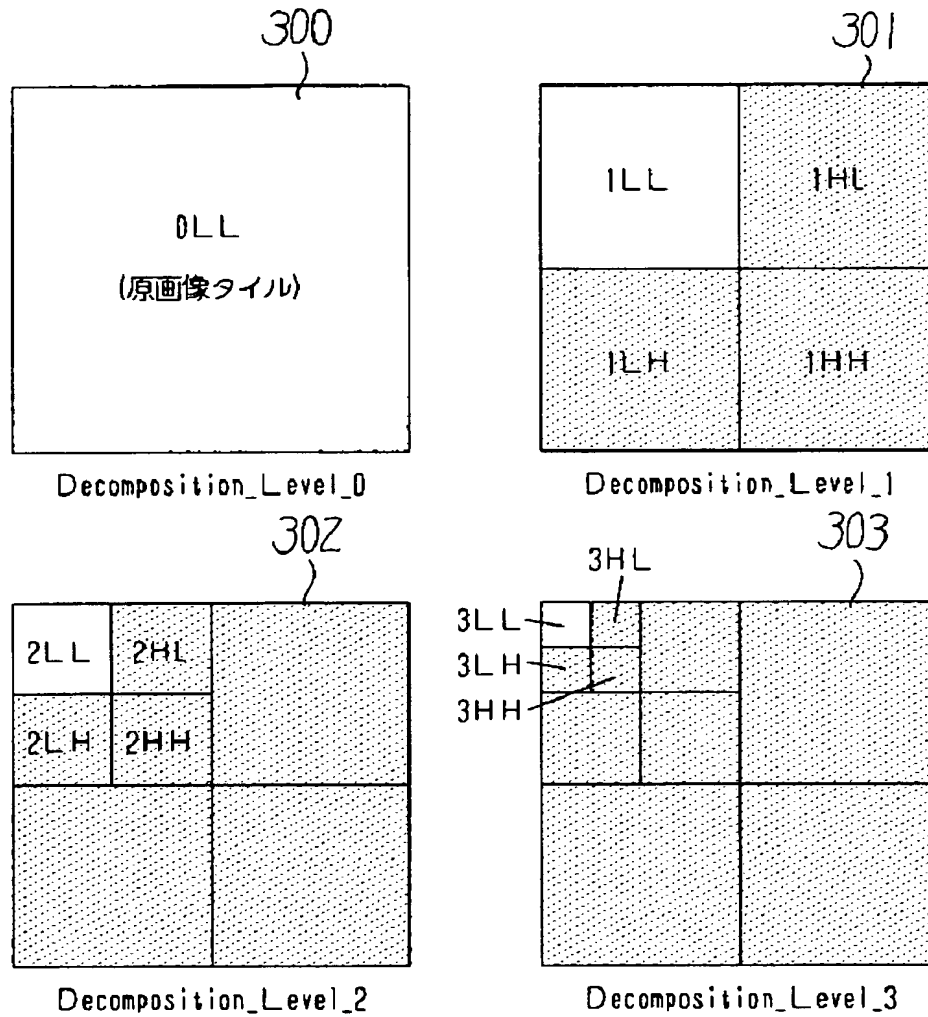 300
0LL
(原画像タイル)
Decomposition_Level_0
301
1LL 1HL
1LH 1HH
Decomposition_Level_1
302
2LL 2HL
2LH 2HH
Decomposition_Level_2
303
3HL
3LL
3LH
3HH
Decomposition_Level_3